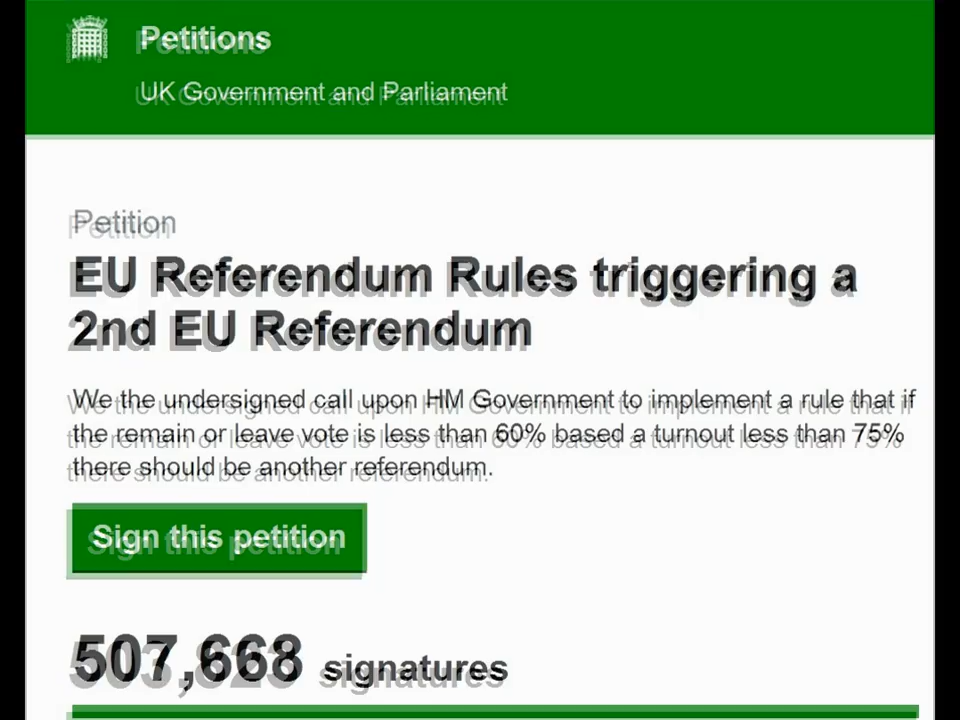 Petitions
UK Government and Parliament
Petition
EU Referendum Rules triggering a
2nd EU Referendum
We the undersigned call upon HM Government to implement a rule that if
the remain or leave vote is less than 60% based a turnout less than 75%
there should be another referendum.
Sign this petition
507,668 signatures